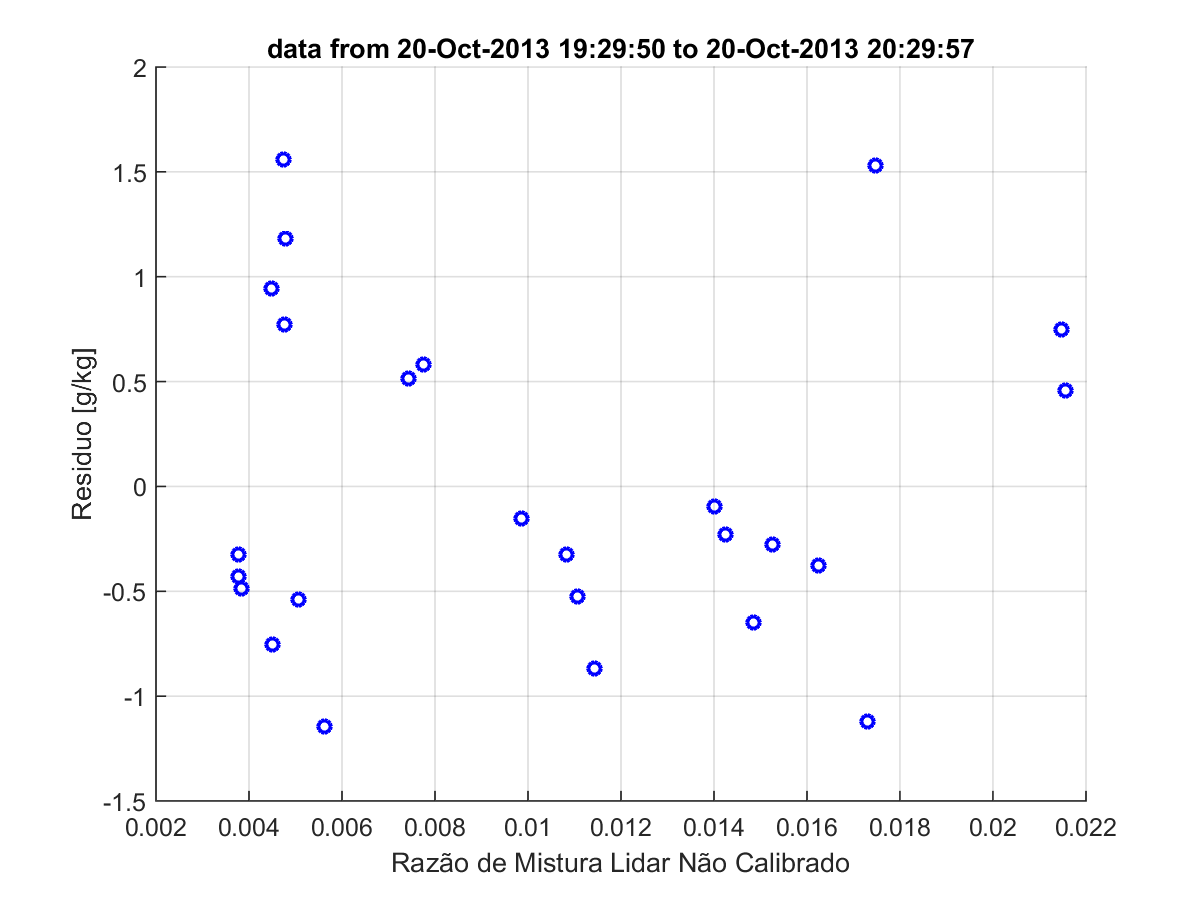 data from 20-Oct-2013 19:29:50 to 20-Oct-2013 20:29:57
2
1.5
1
0.5
0
-0.5
-1
-1.5
Residuo [g/kg]
0.002 0.004 0.006 0.008 0.01 0.012 0.014 0.016 0.018 0.02 0.022
Razão de Mistura Lidar Não Calibrado